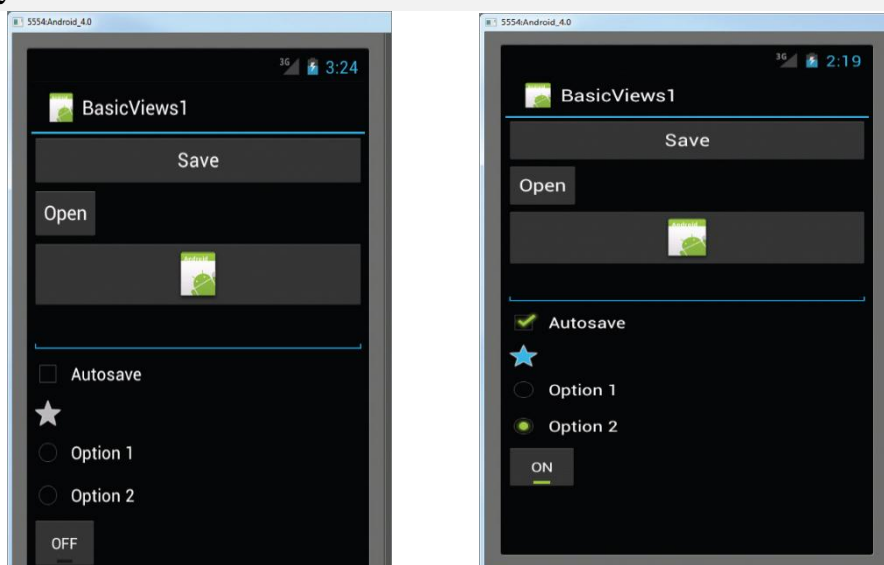 5554:Android_4.0
3G 3:24
BasicViews1
Save
Open
Android
Autosave
Option 1
Option 2
OFF
5554:Android_4.0
3G 2:19
BasicViews1
Save
Open
Android
Autosave
Option 1
Option 2
ON